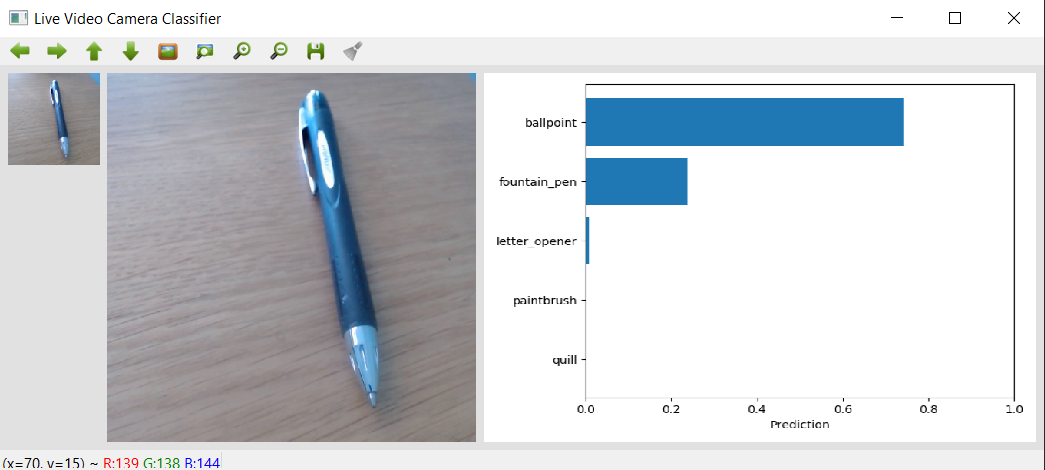 Live Video Camera Classifier
ballpoint
fountain_pen
letter_opener
paintbrush
quill
0.0 0.2 0.4 0.6 0.8 1.0
Prediction
(x=70, y=15) ~ R:139 G:138 B:144